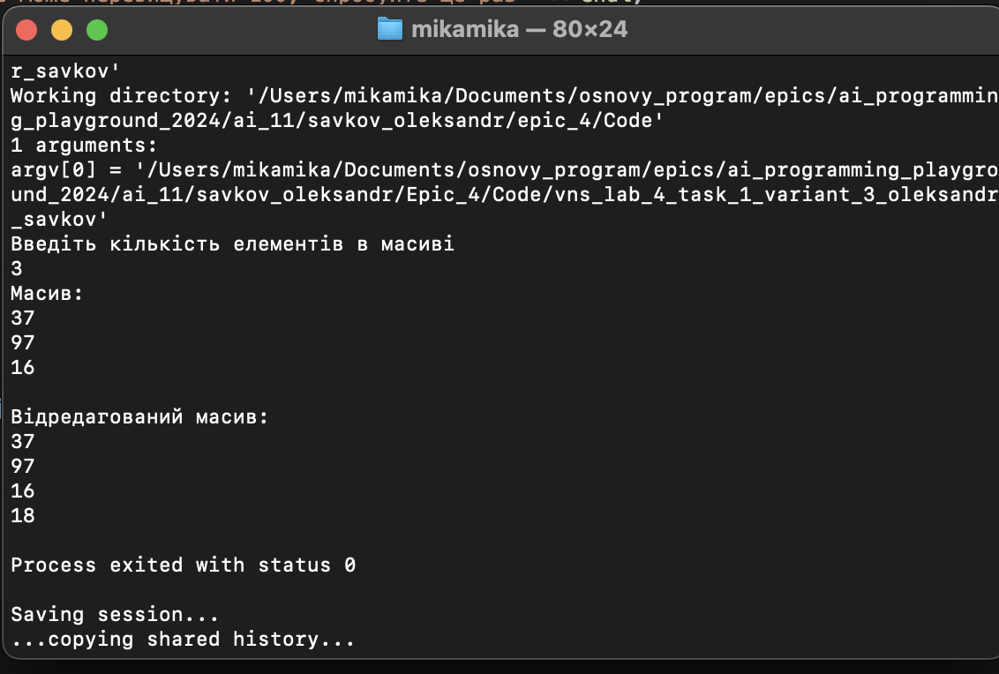 mikamika — 80×24
r_savkov'
Working directory: '/Users/mikamika/Documents/osnovy_program/epics/ai_programmin
g_playground_2024/ai_11/savkov_oleksandr/epic_4/Code'
1 arguments:
argv[0] = '/Users/mikamika/Documents/osnovy_program/epics/ai_programming_playgro
und_2024/ai_11/savkov_oleksandr/Epic_4/Code/vns_lab_4_task_1_variant_3_oleksandr
_savkov'
Введіть кількість елементів в масиві
3
Масив:
37
97
16
Відредагований масив:
37
97
16
18
Process exited with status 0
Saving session...
...copying shared history...